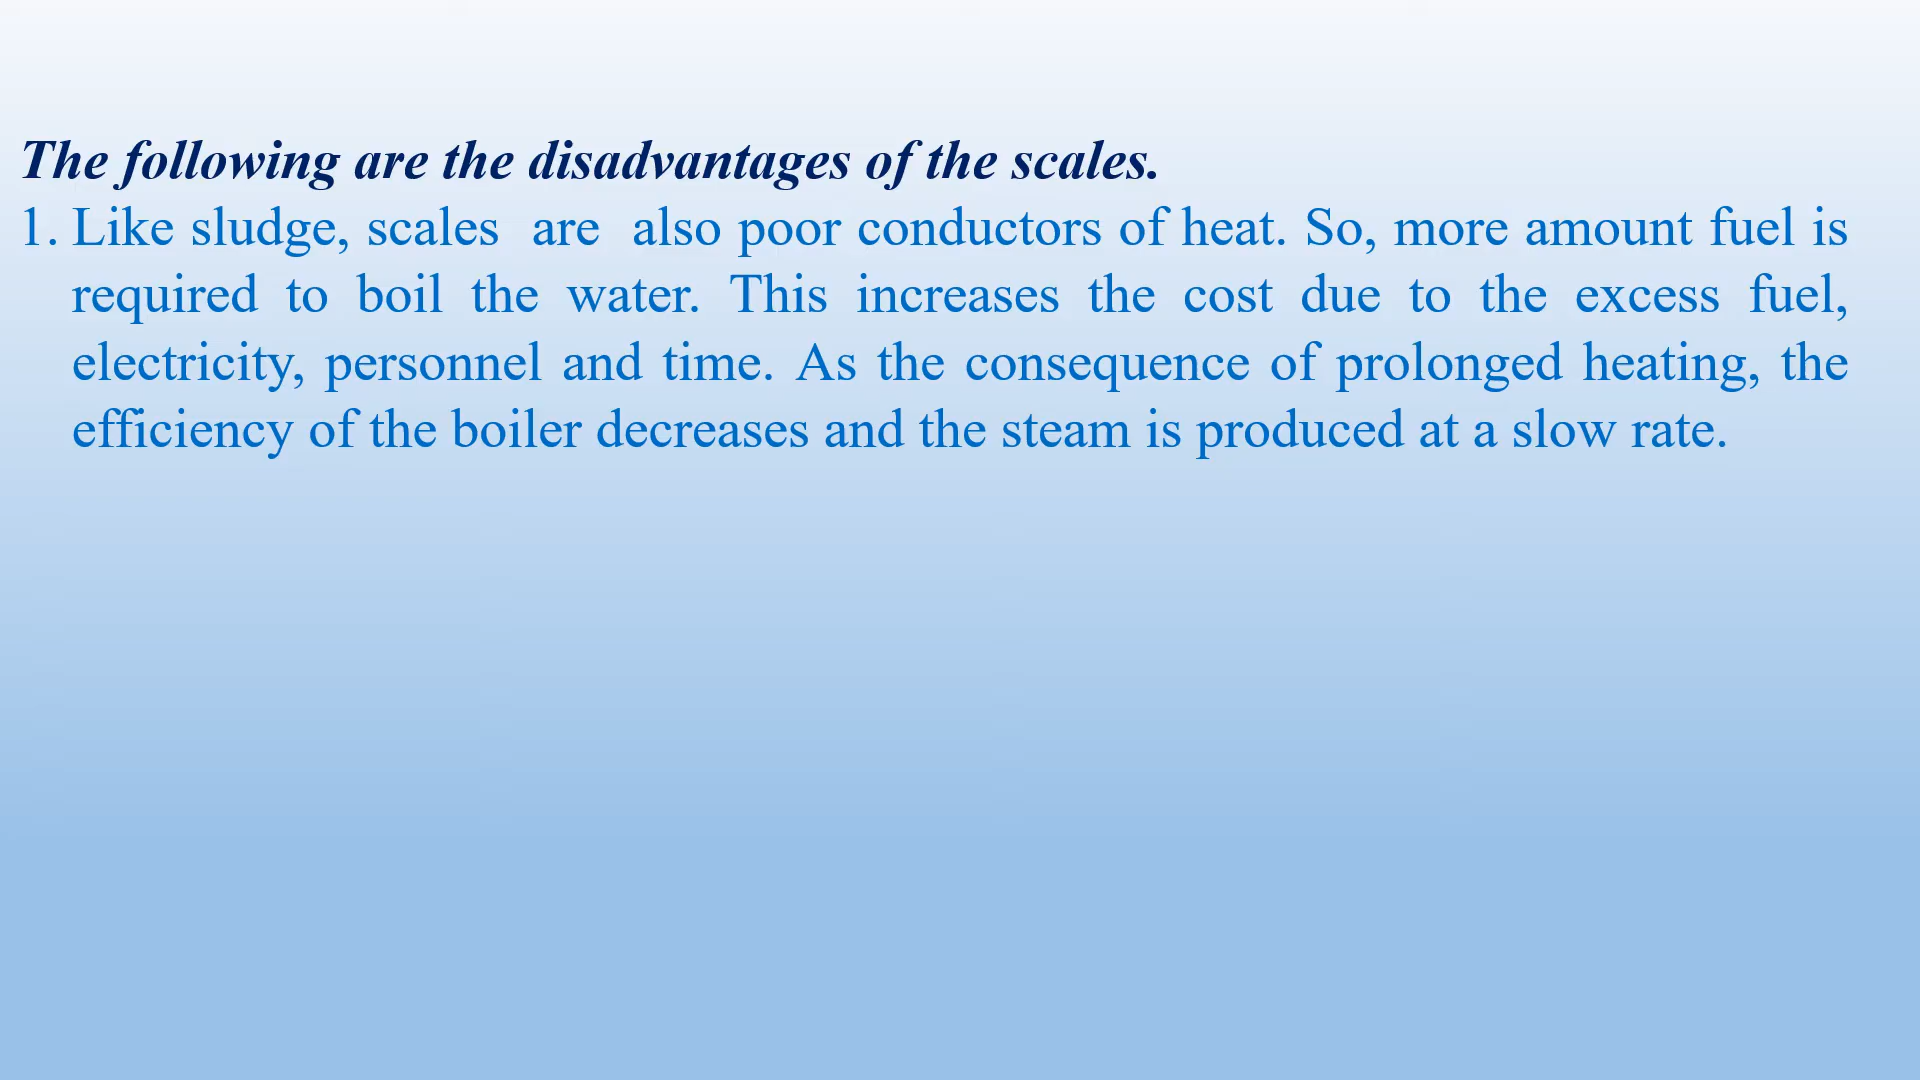 The following are the disadvantages of the scales.
1. Like sludge, scales are also poor conductors of heat. So, more amount fuel is
required to boil the water. This increases the cost due to the excess fuel,
electricity, personnel and time. As the consequence of prolonged heating, the
efficiency of the boiler decreases and the steam is produced at a slow rate.